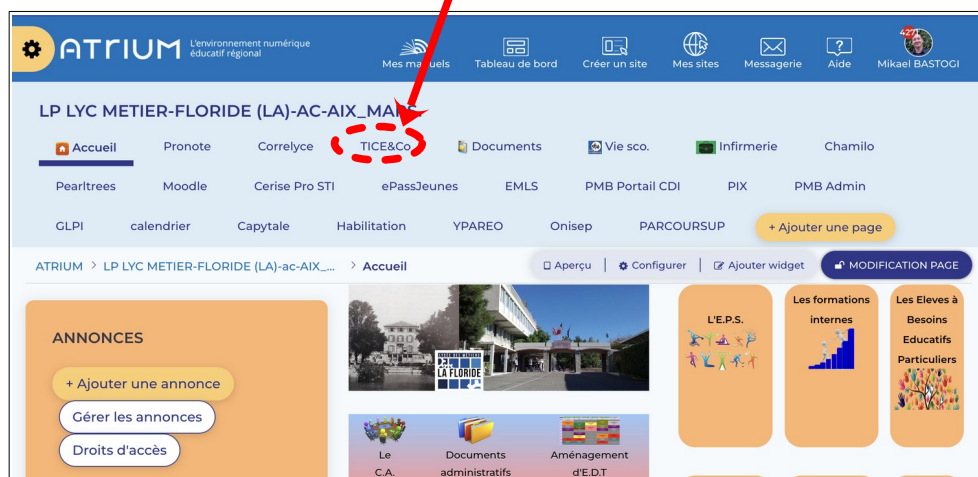 ATRIUM
L'environnement numérique
éducatif régional
Mes manuels
Tableau de bord
Créer un site
Mes sites
Messagerie
Aide
427
Mikael BASTOGI
LP LYC METIER-FLORIDE (LA)-AC-AIX_MARS.
Accueil Pronote Correlyce TICE&Co Documents Vie sco. Infirmerie Chamilo
Pearltrees Moodle Cerise Pro STI ePassJeunes EMLS PMB Portail CDI PIX PMB Admin
GLPI calendrier Capytale Habilitation YPAREO Onisep PARCOURSUP + Ajouter une page
ATRIUM > LP LYC METIER-FLORIDE (LA)-ac-AIX_... > Accueil
Aperçu | Configurer | Ajouter widget
MODIFICATION PAGE
ANNONCES
+ Ajouter une annonce
Gérer les annonces
Droits d'accès
LYCEE DES METIERS
LA FLORIDE
Le
C.A.
Documents
administratifs
Aménagement
d'E.D.T
L'E.P.S.
Les formations
internes
Les Eleves à
Besoins
Educatifs
Particuliers